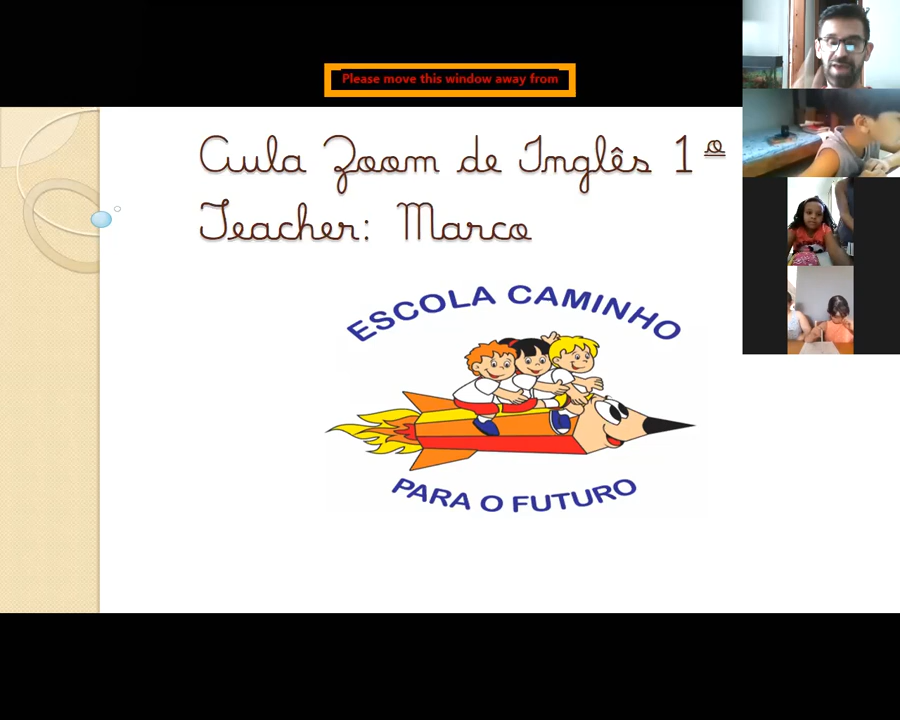 Please move this window away from
Aula Zoom de Inglês 1º
Teacher: Marco
ESCOLA CAMINHO
PARA O FUTURO